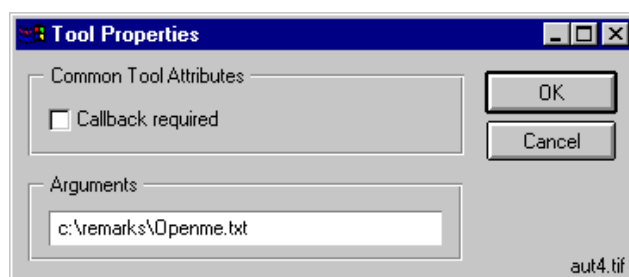 Tool Properties
Common Tool Attributes
Callback required
OK
Cancel
Arguments
c:\remarks\Openme.txt
aut4.tif